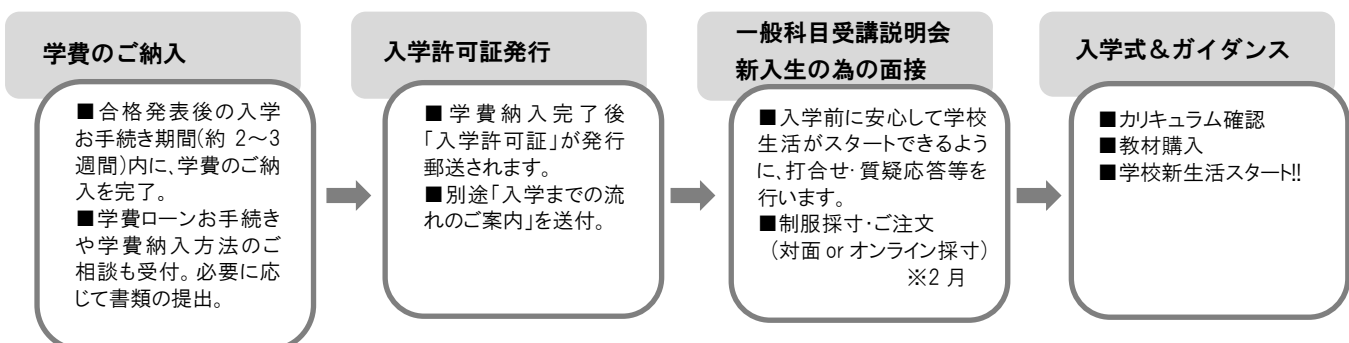 学費のご納入
■合格発表後の入学
お手続き期間(約 2~3
週間)内に、学費のご納
入を完了。
■学費ローンお手続き
や学費納入方法のご
相談も受付。必要に応
じて書類の提出。
入学許可証発行
■学費納入完了後
「入学許可証」が発行
郵送されます。
■別途「入学までの流
れのご案内」を送付。
一般科目受講説明会
新入生の為の面接
■入学前に安心して学校
生活がスタートできるよう
に、打合せ・質疑応答等を
行います。
■制服採寸・ご注文
(対面 or オンライン採寸)
※2 月
入学式&ガイダンス
■カリキュラム確認
■教材購入
■学校新生活スタート!!